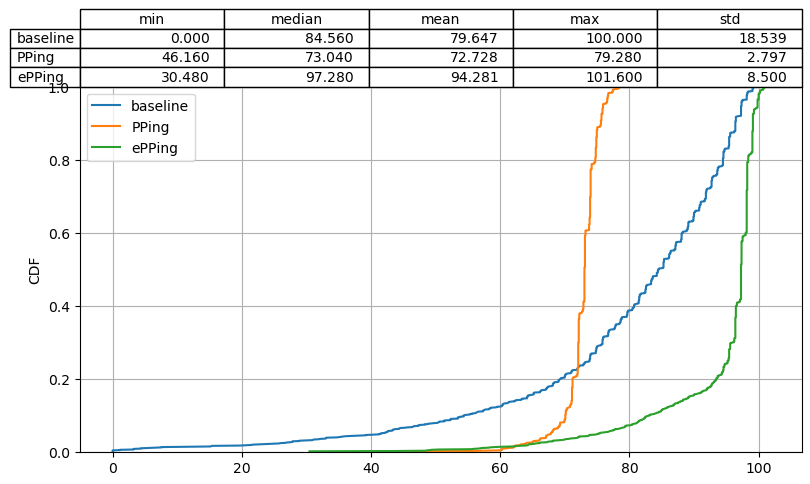 min median mean max std
baseline 0.000 84.560 79.647 100.000 18.539
PPing 46.160 73.040 72.728 79.280 2.797
ePPing 30.480 97.280 94.281 101.600 8.500
1.0
baseline
PPing
ePPing
0.8
0.6
CDF
0.4
0.2
0.0
0 20 40 60 80 100